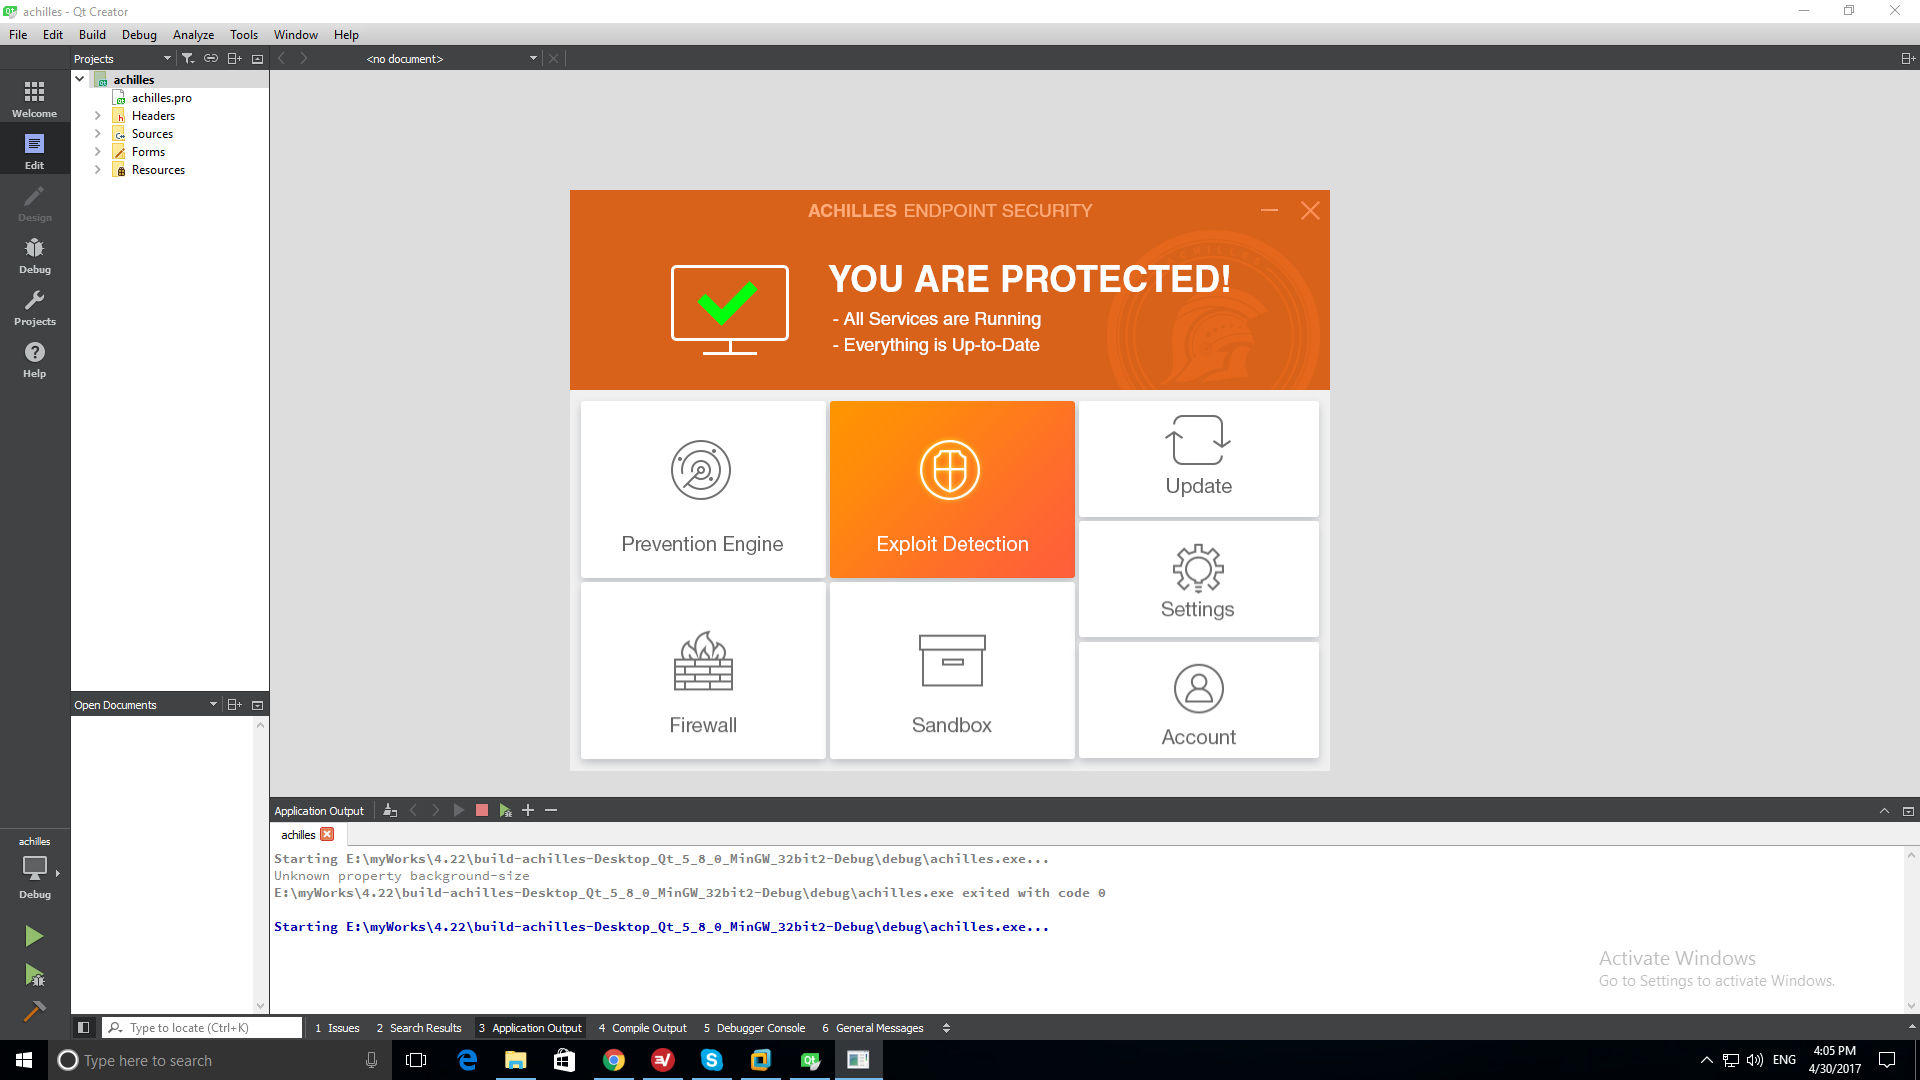 achilles - Qt Creator
File Edit Build Debug Analyze Tools Window Help
Projects
<no document>
achilles
achilles.pro
Headers
Sources
Forms
Resources
Welcome
Edit
Design
Debug
Projects
Help
ACHILLES ENDPOINT SECURITY
YOU ARE PROTECTED!
- All Services are Running
- Everything is Up-to-Date
ACHILLES
Prevention Engine
Exploit Detection
Update
Settings
Firewall
Sandbox
Account
Open Documents
Application Output
achilles
Starting E:\myWorks\4.22\build-achilles-Desktop_Qt_5_8_0_MinGW_32bit2-Debug\debug\achilles.exe...
Unknown property background-size
E:\myWorks\4.22\build-achilles-Desktop_Qt_5_8_0_MinGW_32bit2-Debug\debug\achilles.exe exited with code 0
Starting E:\myWorks\4.22\build-achilles-Desktop_Qt_5_8_0_MinGW_32bit2-Debug\debug\achilles.exe...
achilles
Debug
Activate Windows
Go to Settings to activate Windows.
Type to locate (Ctrl+K)
1 Issues 2 Search Results 3 Application Output 4 Compile Output 5 Debugger Console 6 General Messages
Type here to search
ENG
4:05 PM
4/30/2017